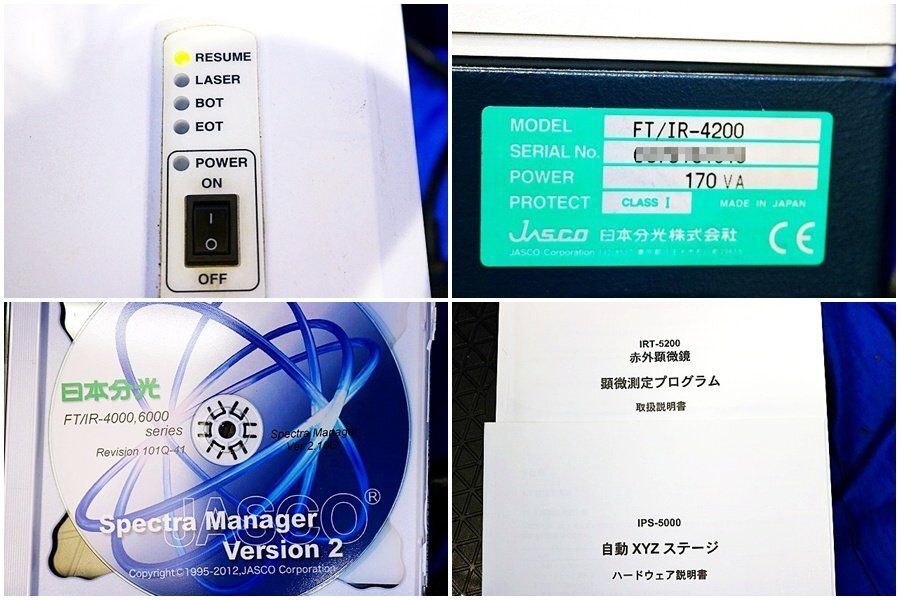 RESUME
LASER
BOT
EOT
POWER
ON
I
O
OFF
MODEL FT/IR-4200
SERIAL No.
POWER 170 VA
PROTECT CLASS I MADE IN JAPAN
JASCO 日本分光株式会社 CE
JASCO Corporation
日本分光
FT/IR-4000,6000
series
Revision 101Q-41
Spectra Manager
JASCO®
Spectra Manager
Version 2
Copyright©1995-2012,JASCO Corporation
IRT-5200
赤外顕微鏡
顕微測定プログラム
取扱説明書
IPS-5000
自動 XYZ ステージ
ハードウェア説明書